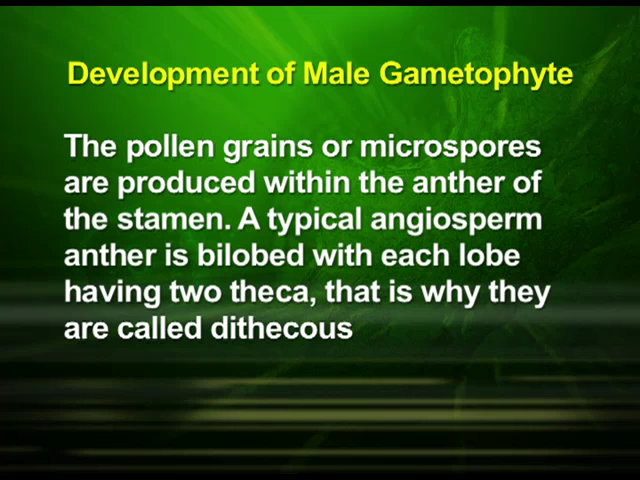 Development of Male Gametophyte
The pollen grains or microspores
are produced within the anther of
the stamen. A typical angiosperm
anther is bilobed with each lobe
having two theca, that is why they
are called dithecous